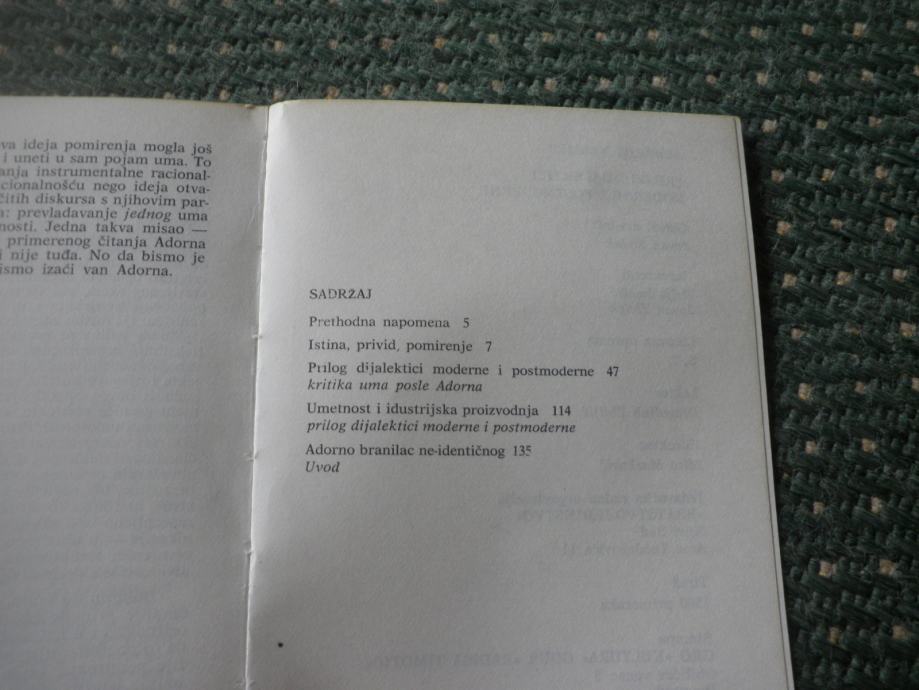 va ideja pomirenja mogla još
i uneti u sam pojam uma. To
anja instrumentalne racional-
cionalnošću nego ideja otva-
čitih diskursa s njihovim par-
a: prevladavanje jednog uma
nosti. Jedna takva misao —
primerenog čitanja Adorna
i nije tuđa. No da bismo je
ismo izaći van Adorna.
SADRŽAJ
Prethodna napomena 5
Istina, privid, pomirenje 7
Prilog dijalektici moderne i postmoderne 47
kritika uma posle Adorna
Umetnost i idustrijska proizvodnja 114
prilog dijalektici moderne i postmoderne
Adorno branilac ne-identičnog 135
Uvod